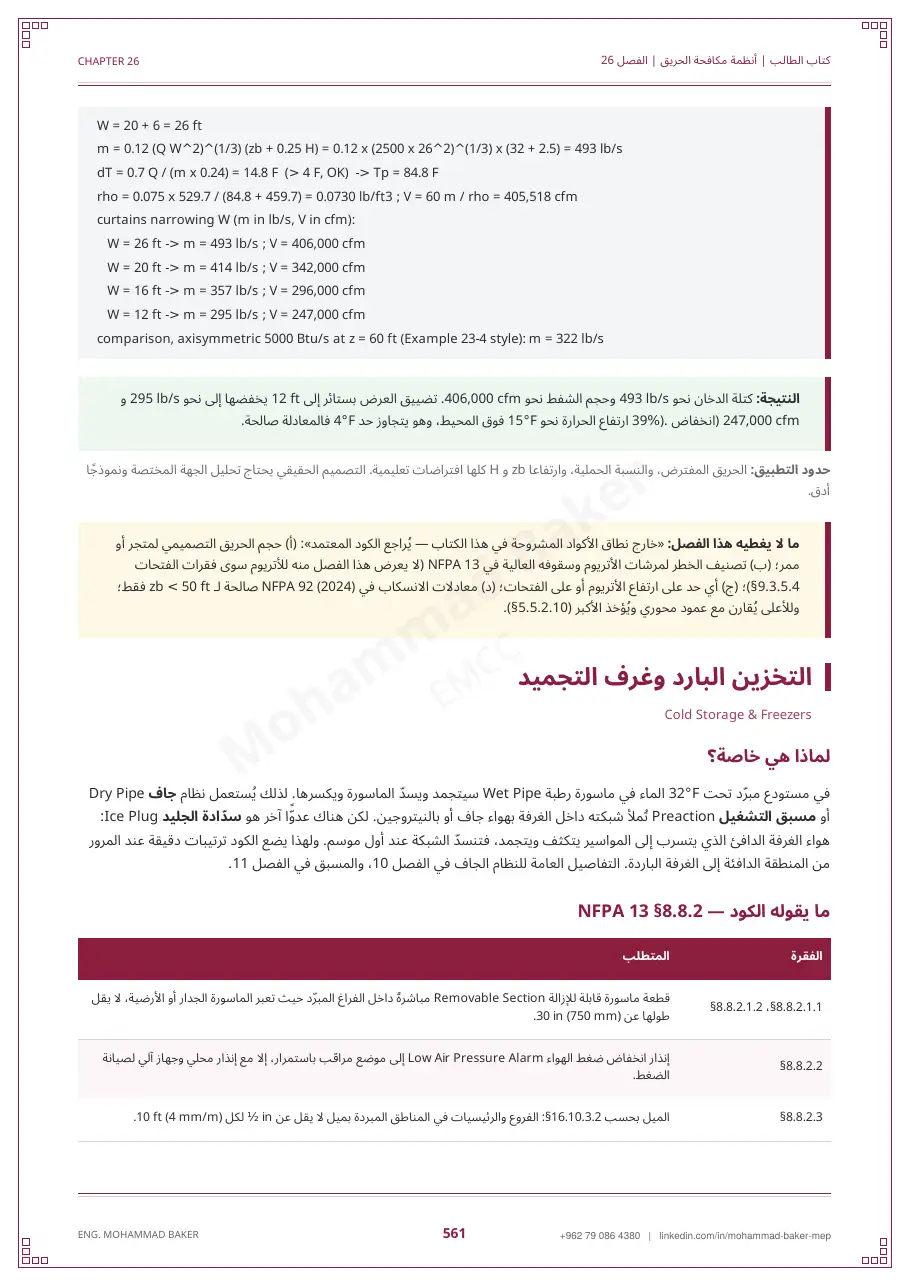 CHAPTER 26
كتاب الطالب | أنظمة مكافحة الحريق | الفصل 26
W = 20 + 6 = 26 ft
m = 0.12 (Q W^2)^(1/3) (zb + 0.25 H) = 0.12 x (2500 x 26^2)^(1/3) x (32 + 2.5) = 493 lb/s
dT = 0.7 Q / (m x 0.24) = 14.8 F (> 4 F, OK) -> Tp = 84.8 F
rho = 0.075 x 529.7 / (84.8 + 459.7) = 0.0730 lb/ft3 ; V = 60 m / rho = 405,518 cfm
curtains narrowing W (m in lb/s, V in cfm):
W = 26 ft -> m = 493 lb/s ; V = 406,000 cfm
W = 20 ft -> m = 414 lb/s ; V = 342,000 cfm
W = 16 ft -> m = 357 lb/s ; V = 296,000 cfm
W = 12 ft -> m = 295 lb/s ; V = 247,000 cfm
comparison, axisymmetric 5000 Btu/s at z = 60 ft (Example 23-4 style): m = 322 lb/s
النتيجة: كتلة الدخان نحو 493 lb/s وحجم الشفط نحو 406,000 cfm. تضييق العرض بستائر إلى 12 ft يخفضها إلى نحو 295 lb/s و
247,000 cfm (انخفاض 39%). ارتفاع الحرارة نحو 15°F فوق المحيط، وهو يتجاوز حد 4°F فالمعادلة صالحة.
حدود التطبيق: الحريق المفترض، والنسبة الحملية، وارتفاعا zb و H كلها افتراضات تعليمية. التصميم الحقيقي يحتاج تحليل الجهة المختصة ونموذجًا
أدق.
ما لا يغطيه هذا الفصل: «خارج نطاق الأكواد المشروحة في هذا الكتاب — يُراجع الكود المعتمد»: (أ) حجم الحريق التصميمي لمتجر أو
ممر؛ (ب) تصنيف الخطر لمرشات الأتريوم وسقوفه العالية في NFPA 13 (لا يعرض هذا الفصل منه للأتريوم سوى فقرات الفتحات
§9.3.5.4)؛ (ج) أي حد على ارتفاع الأتريوم أو على الفتحات؛ (د) معادلات الانسكاب في NFPA 92 (2024) صالحة لـ zb < 50 ft فقط؛
وللأعلى يُقارن مع عمود محوري ويُؤخذ الأكبر (§5.5.2.10).
التخزين البارد وغرف التجميد
Cold Storage & Freezers
لماذا هي خاصة؟
في مستودع مبرّد تحت 32°F الماء في ماسورة رطبة Wet Pipe سيتجمد ويسدّ الماسورة ويكسرها. لذلك يُستعمل نظام جاف Dry Pipe
أو مسبق التشغيل Preaction تُملأ شبكته داخل الغرفة بهواء جاف أو بالنيتروجين. لكن هناك عدوًّا آخر هو سدّادة الجليد Ice Plug:
هواء الغرفة الدافئ الذي يتسرب إلى المواسير يتكثف ويتجمد، فتنسدّ الشبكة عند أول موسم. ولهذا يضع الكود ترتيبات دقيقة عند المرور
من المنطقة الدافئة إلى الغرفة الباردة. التفاصيل العامة للنظام الجاف في الفصل 10، والمسبق في الفصل 11.
ما يقوله الكود — NFPA 13 §8.8.2
الفقرة المتطلب
§8.8.2.1.1، §8.8.2.1.2 قطعة ماسورة قابلة للإزالة Removable Section مباشرةً داخل الفراغ المبرّد حيث تعبر الماسورة الجدار أو الأرضية، لا يقل
طولها عن 30 in (750 mm).
§8.8.2.2 إنذار انخفاض ضغط الهواء Low Air Pressure Alarm إلى موضع مراقب باستمرار، إلا مع إنذار محلي وجهاز آلي لصيانة
الضغط.
§8.8.2.3 الميل بحسب §16.10.3.2: الفروع والرئيسيات في المناطق المبردة بميل لا يقل عن ½ in لكل 10 ft (4 mm/m).
Mohammad Baker
EMCC
ENG. MOHAMMAD BAKER
561
+962 79 086 4380 | linkedin.com/in/mohammad-baker-mep